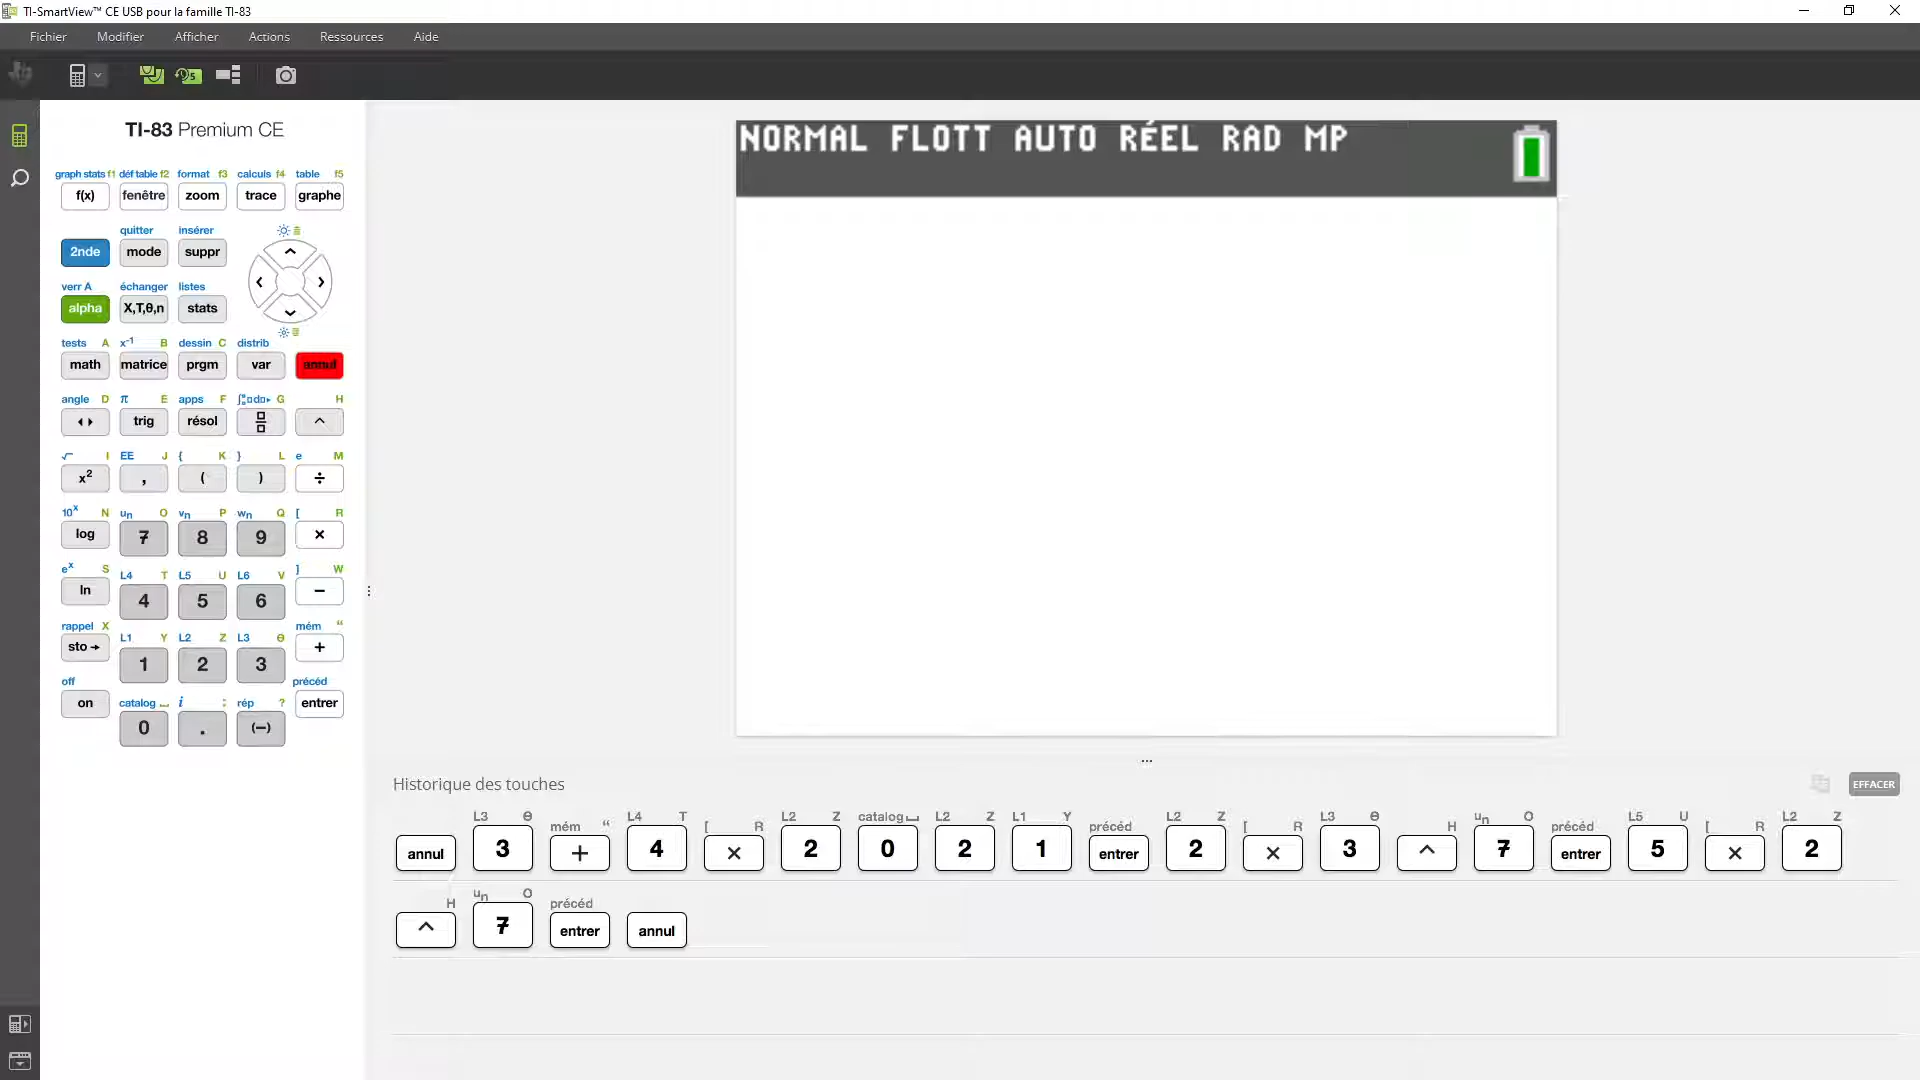 TI-SmartView™ CE USB pour la famille TI-83
Fichier Modifier Afficher Actions Ressources Aide
TI-83 Premium CE
NORMAL FLOTT AUTO RÉEL RAD MP
graph stats f1 déf table f2 format f3 calculs f4 table f5
f(x) fenêtre zoom trace graphe
quitter insérer
2nde mode suppr
verr A échanger listes
alpha X,T,θ,n stats
tests A x⁻¹ B dessin C distrib
math matrice prgm var annul
angle D π E apps F G H
trig résol ^
√ I EE J { K } L e M
x² , ( ) ÷
10ˣ N uₙ O vₙ P wₙ Q [ R
log 7 8 9 ×
eˣ S L4 T L5 U L6 V ] W
ln 4 5 6 −
rappel X L1 Y L2 Z L3 θ mém “
sto→ 1 2 3 +
off catalog i : rép ? précéd
on 0 . (−) entrer
Historique des touches EFFACER
L3 θ mém “ L4 T [ R L2 Z catalog L2 Z L1 Y précéd L2 Z [ R L3 θ H uₙ O précéd L5 U [ R L2 Z
annul 3 + 4 × 2 0 2 1 entrer 2 × 3 ^ 7 entrer 5 × 2
H uₙ O précéd
^ 7 entrer annul